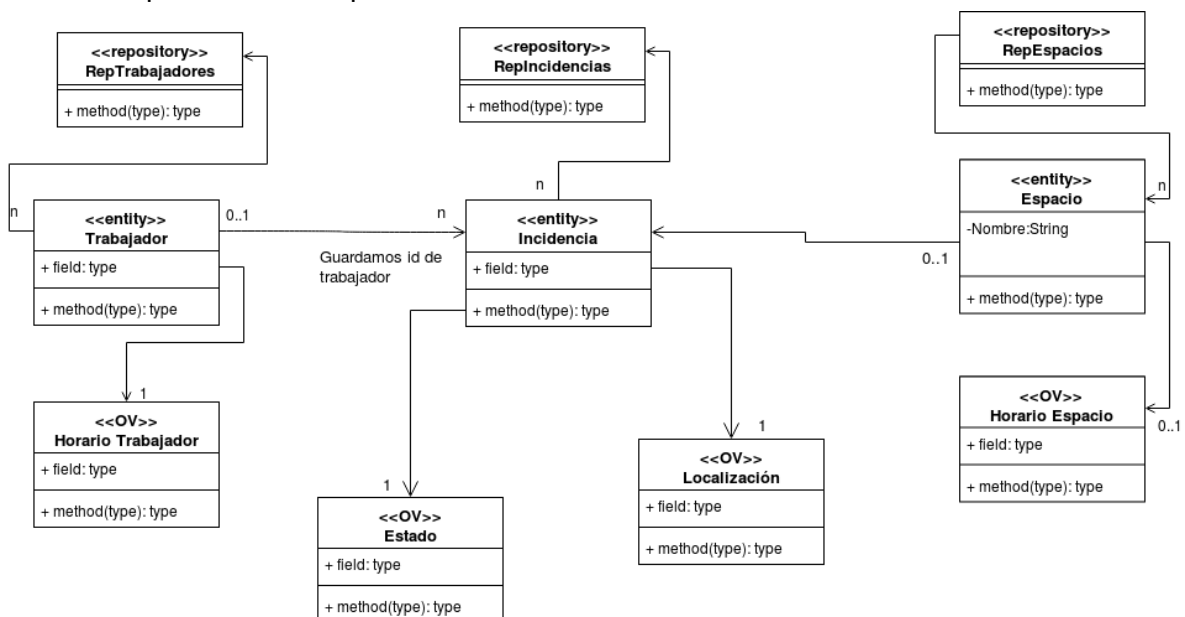 <<repository>>
RepTrabajadores
+ method(type): type
<<repository>>
RepIncidencias
+ method(type): type
<<repository>>
RepEspacios
+ method(type): type
n
n
n
<<entity>>
Trabajador
+ field: type
+ method(type): type
0..1
n
Guardamos id de
trabajador
<<entity>>
Incidencia
+ field: type
+ method(type): type
0..1
<<entity>>
Espacio
-Nombre:String
+ method(type): type
1
<<OV>>
Horario Trabajador
+ field: type
+ method(type): type
1
<<OV>>
Estado
+ field: type
+ method(type): type
1
<<OV>>
Localización
+ field: type
+ method(type): type
<<OV>>
Horario Espacio
+ field: type
+ method(type): type
0..1